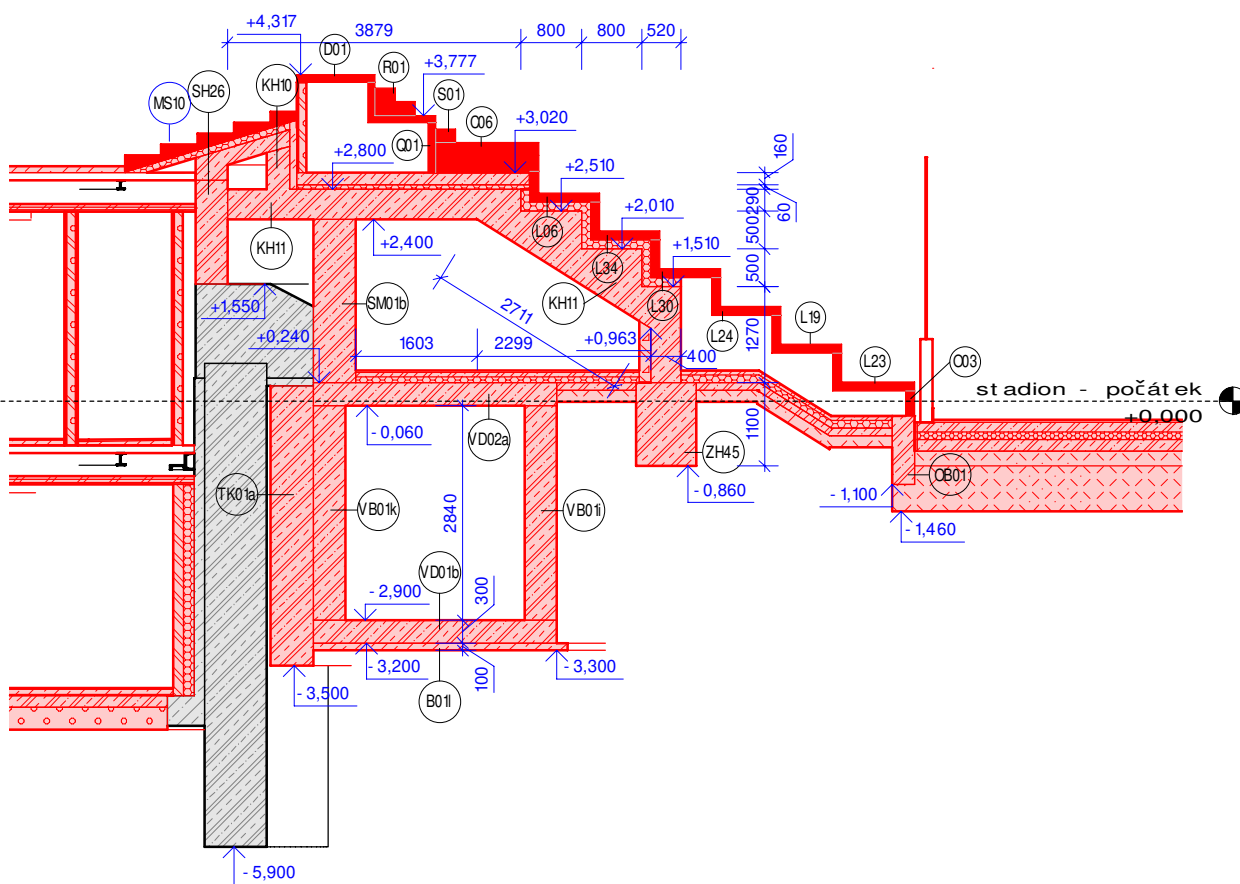 +4,317
3879
800
800
520
D01
R01
+3,777
KH10
SH26
MS10
S01
C06
Q01
+3,020
160
+2,800
+2,510
290
60
L06
+2,010
500
KH11
+2,400
L34
+1,510
500
KH11
L30
+1,550
SM01b
2711
L24
L19
+0,240
1603
2299
+0,963
400
1270
L23
O03
stadion - počátek
+0,000
- 0,060
VD02a
1100
ZH45
- 0,860
- 1,100
OB01
- 1,460
TK01a
VB01k
2840
VB01i
VD01b
- 2,900
300
- 3,200
100
- 3,300
- 3,500
B01l
- 5,900